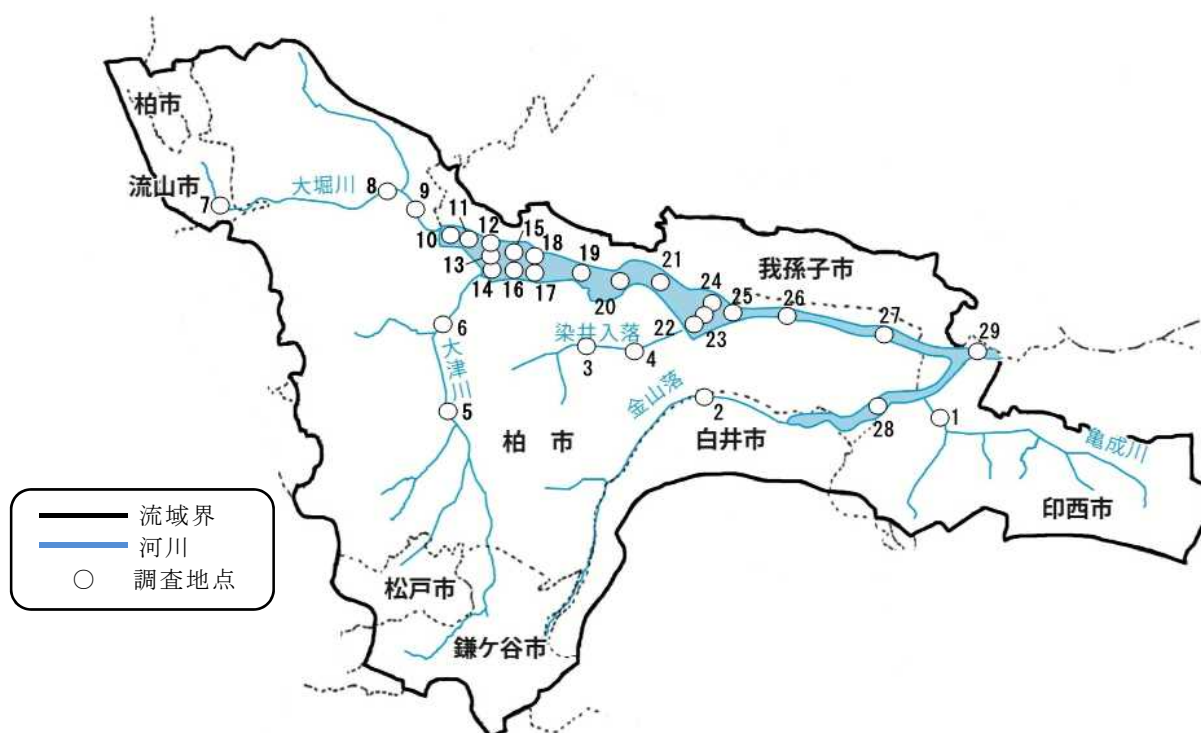 柏市
流山市
7
大堀川
8
9
10
11
12
13
14
15
16
17
18
19
20
21
22
23
24
25
26
27
28
29
我孫子市
6
大津川
5
染井入落
3
4
金山落
2
柏 市
白井市
1
亀成川
印西市
松戸市
鎌ケ谷市
流域界
河川
調査地点